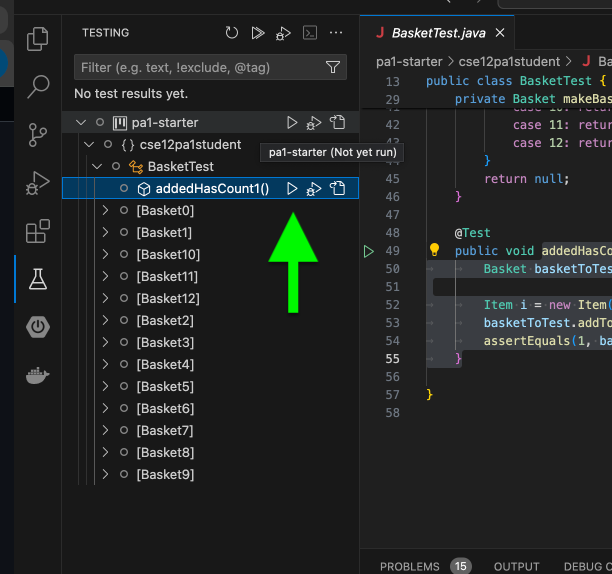 TESTING
Filter (e.g. text, !exclude, @tag)
No test results yet.
pa1-starter
{} cse12pa1student
pa1-starter (Not yet run)
BasketTest
addedHasCount1()
[Basket0]
[Basket1]
[Basket10]
[Basket11]
[Basket12]
[Basket2]
[Basket3]
[Basket4]
[Basket5]
[Basket6]
[Basket7]
[Basket8]
[Basket9]
J BasketTest.java
pa1-starter > cse12pa1student > J Ba
13 public class BasketTest {
29 private Basket makeBas
42 case 11: retur
43 case 12: retur
44 }
45 return null;
46 }
47
48 @Test
49 public void addedHasCo
50 Basket basketToTes
51
52 Item i = new Item(
53 basketToTest.addTo
54 assertEquals(1, ba
55 }
56
57 }
58
PROBLEMS 15 OUTPUT DEBUG CO